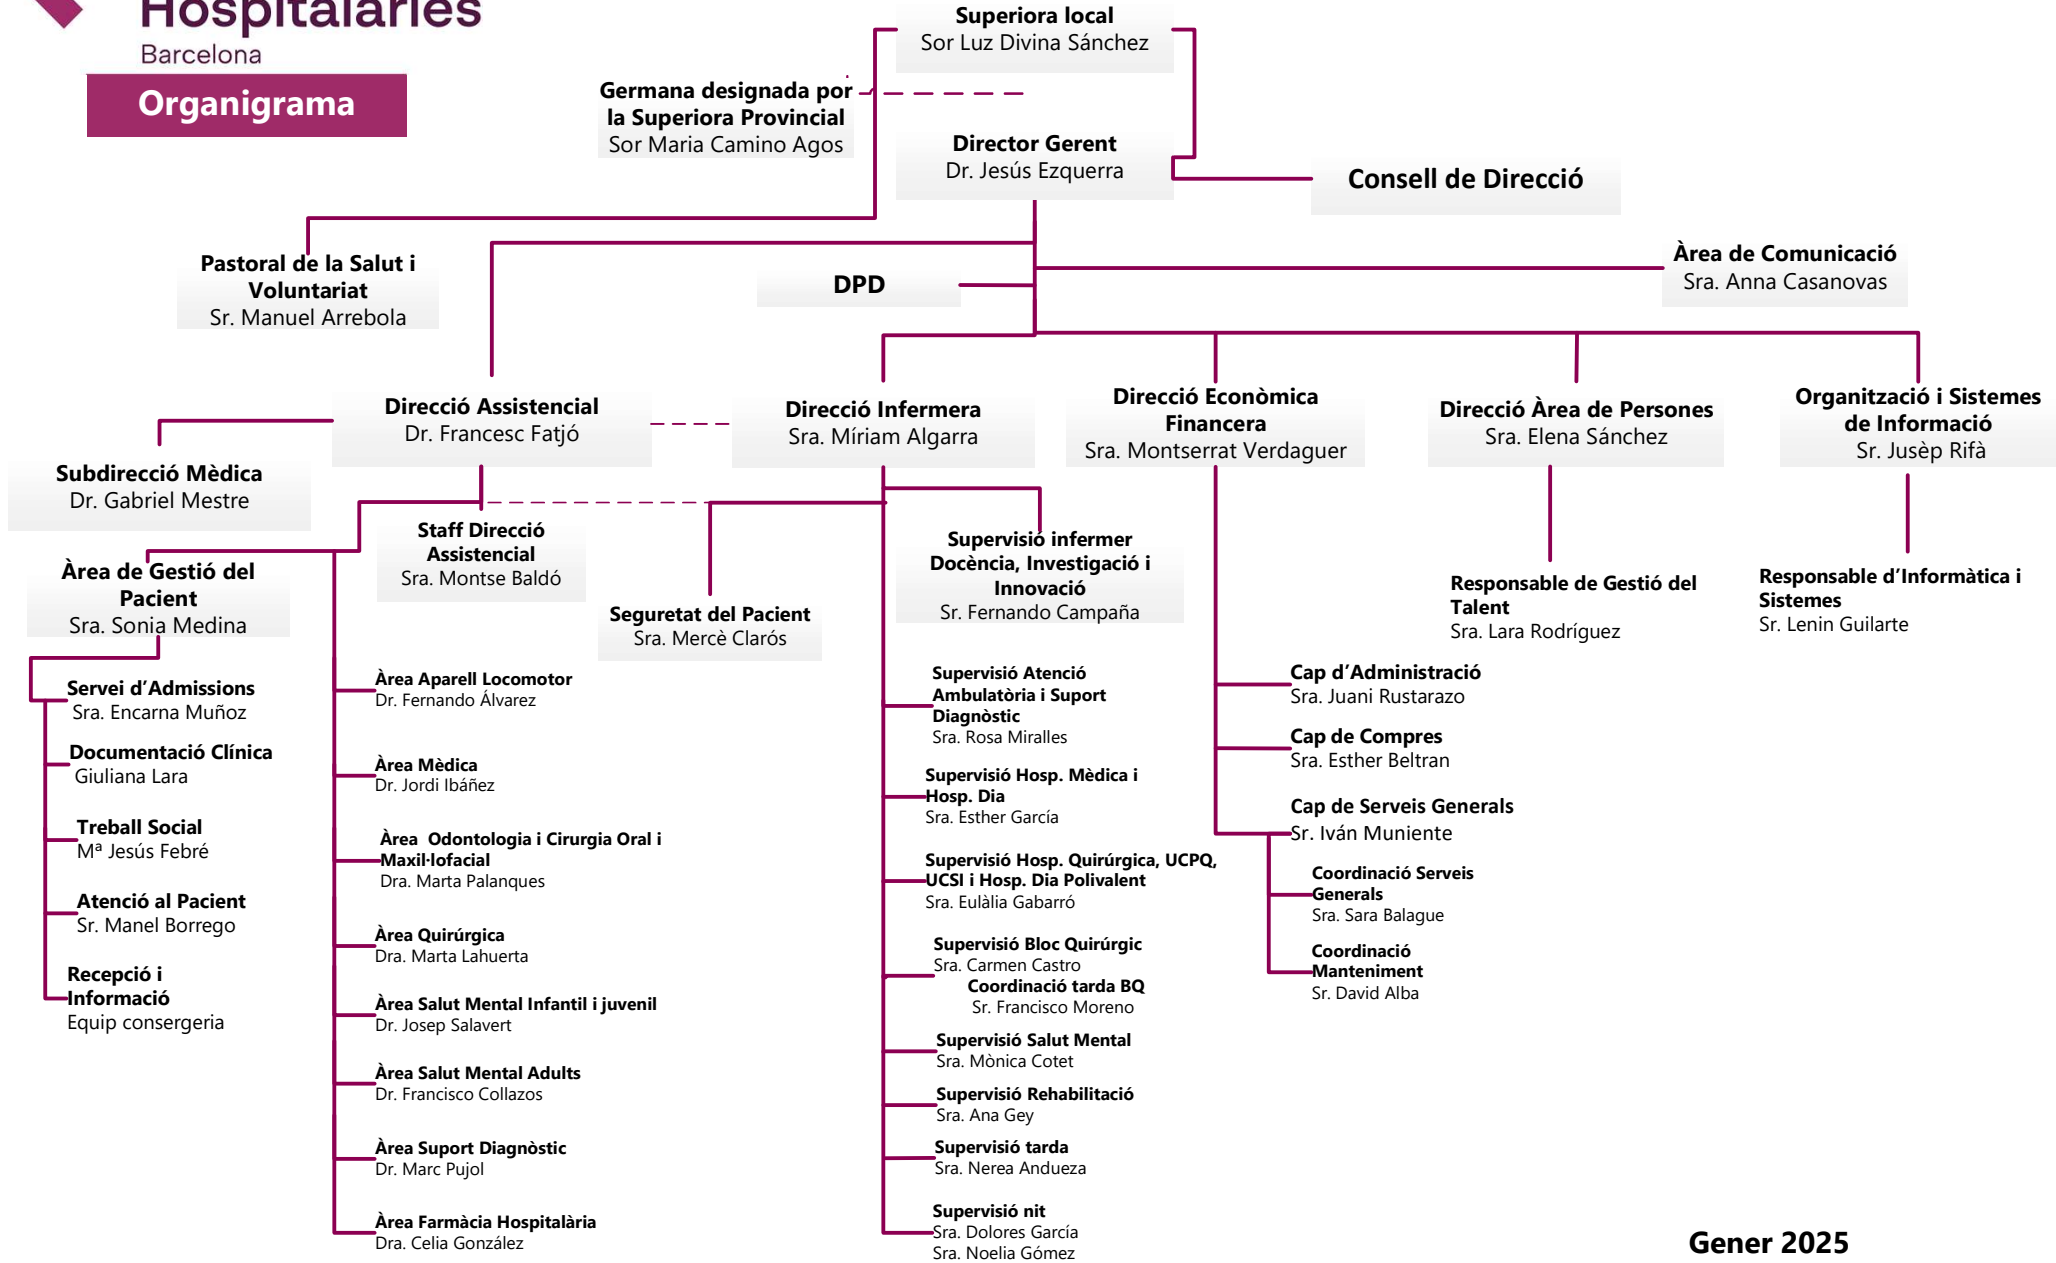 Hospitalàries
Barcelona
Organigrama
Superiora local
Sor Luz Divina Sánchez
Germana designada por
la Superiora Provincial
Sor Maria Camino Agos
Director Gerent
Dr. Jesús Ezquerra
Consell de Direcció
Pastoral de la Salut i
Voluntariat
Sr. Manuel Arrebola
DPD
Àrea de Comunicació
Sra. Anna Casanovas
Direcció Assistencial
Dr. Francesc Fatjó
Direcció Infermera
Sra. Míriam Algarra
Direcció Econòmica
Financera
Sra. Montserrat Verdaguer
Direcció Àrea de Persones
Sra. Elena Sánchez
Organització i Sistemes
de Informació
Sr. Jusèp Rifà
Subdirecció Mèdica
Dr. Gabriel Mestre
Staff Direcció
Assistencial
Sra. Montse Baldó
Àrea de Gestió del
Pacient
Sra. Sonia Medina
Seguretat del Pacient
Sra. Mercè Clarós
Supervisió infermer
Docència, Investigació i
Innovació
Sr. Fernando Campaña
Responsable de Gestió del
Talent
Sra. Lara Rodríguez
Responsable d’Informàtica i
Sistemes
Sr. Lenin Guilarte
Servei d’Admissions
Sra. Encarna Muñoz
Documentació Clínica
Giuliana Lara
Treball Social
Mª Jesús Febré
Atenció al Pacient
Sr. Manel Borrego
Recepció i
Informació
Equip consergeria
Àrea Aparell Locomotor
Dr. Fernando Álvarez
Àrea Mèdica
Dr. Jordi Ibáñez
Àrea  Odontologia i Cirurgia Oral i
Maxil·lofacial
Dra. Marta Palanques
Àrea Quirúrgica
Dra. Marta Lahuerta
Àrea Salut Mental Infantil i juvenil
Dr. Josep Salavert
Àrea Salut Mental Adults
Dr. Francisco Collazos
Àrea Suport Diagnòstic
Dr. Marc Pujol
Àrea Farmàcia Hospitalària
Dra. Celia González
Supervisió Atenció
Ambulatòria i Suport
Diagnòstic
Sra. Rosa Miralles
Supervisió Hosp. Mèdica i
Hosp. Dia
Sra. Esther García
Supervisió Hosp. Quirúrgica, UCPQ,
UCSI i Hosp. Dia Polivalent
Sra. Eulàlia Gabarró
Supervisió Bloc Quirúrgic
Sra. Carmen Castro
Coordinació tarda BQ
Sr. Francisco Moreno
Supervisió Salut Mental
Sra. Mònica Cotet
Supervisió Rehabilitació
Sra. Ana Gey
Supervisió tarda
Sra. Nerea Andueza
Supervisió nit
Sra. Dolores García
Sra. Noelia Gómez
Cap d’Administració
Sra. Juani Rustarazo
Cap de Compres
Sra. Esther Beltran
Cap de Serveis Generals
Sr. Iván Muniente
Coordinació Serveis
Generals
Sra. Sara Balague
Coordinació
Manteniment
Sr. David Alba
Gener 2025